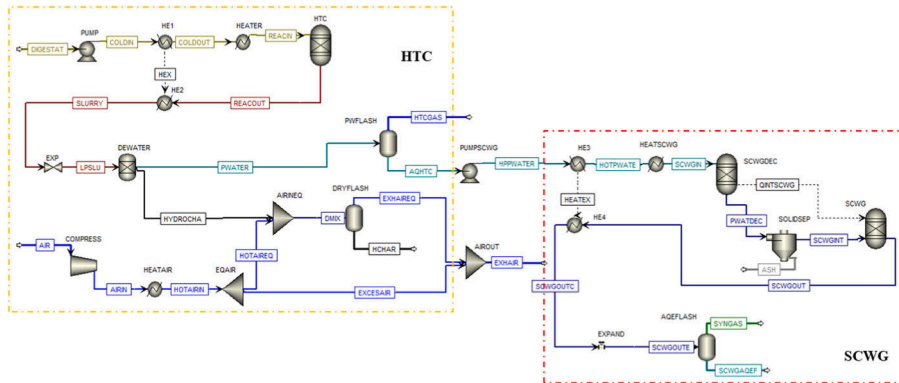 PUMP
HE1
HEATER
HTC
DIGESTAT
COLDIN
COLDOUT
REACIN
HTC
HEX
HE2
SLURRY
REACOUT
EXP
LPSLU
DEWATER
PWATER
PWFLASH
HTCGAS
AQHTC
PUMPSCWG
HPPWATER
HE3
HOTPWATE
HEATSCWG
SCWGIN
SCWGDEC
QINTSCWG
SCWG
HEATEX
HE4
PWATDEC
SOLIDSEP
SCWGINT
ASH
SCWGOUT
HYDROCHA
AIRINEQ
DMIX
DRYFLASH
EXHAIREQ
HCHAR
AIR
COMPRESS
AIRIN
HEATAIR
HOTAIRIN
EQAIR
HOTAIREQ
EXCESAIR
AIROUT
EXHAIR
SCWGOUTC
EXPAND
SCWGOUTE
AQEFLASH
SYNGAS
SCWGAQEF
SCWG